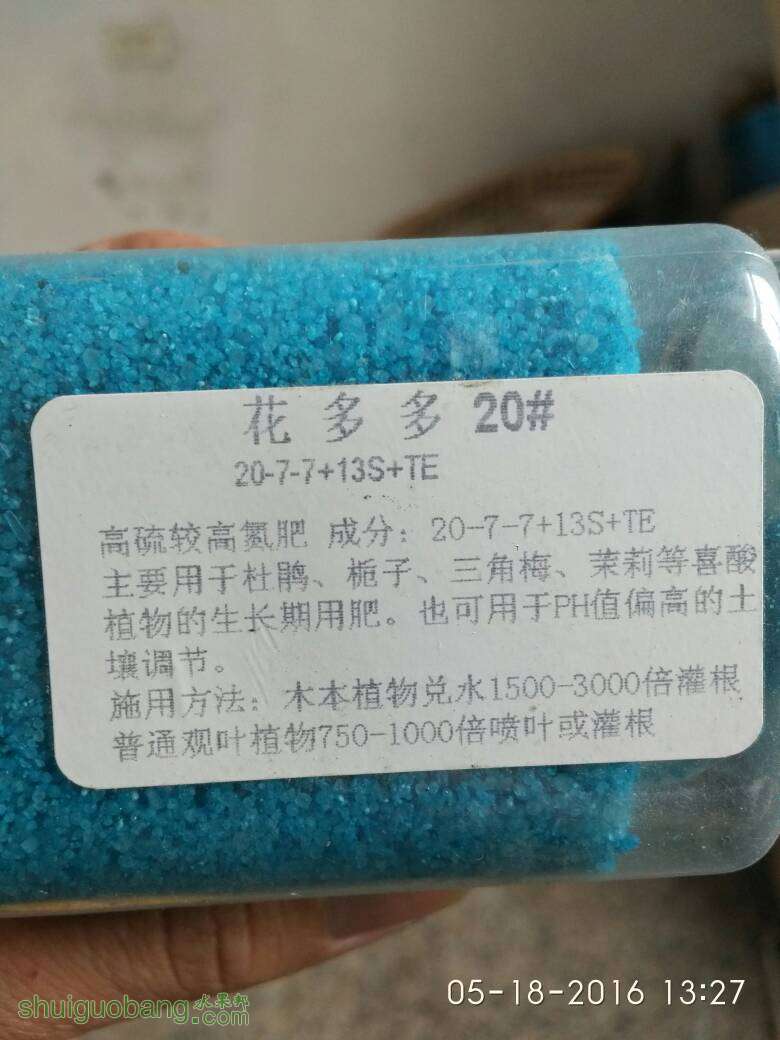 花多多 20#
20-7-7+13S+TE
高硫较高氮肥 成分：20-7-7+13S+TE
主要用于杜鹃、栀子、三角梅、茉莉等喜酸
植物的生长期用肥。也可用于PH值偏高的土
壤调节。
施用方法：木本植物兑水1500-3000倍灌根
普通观叶植物750-1000倍喷叶或灌根
shuiguobang.com 水果邦
05-18-2016 13:27